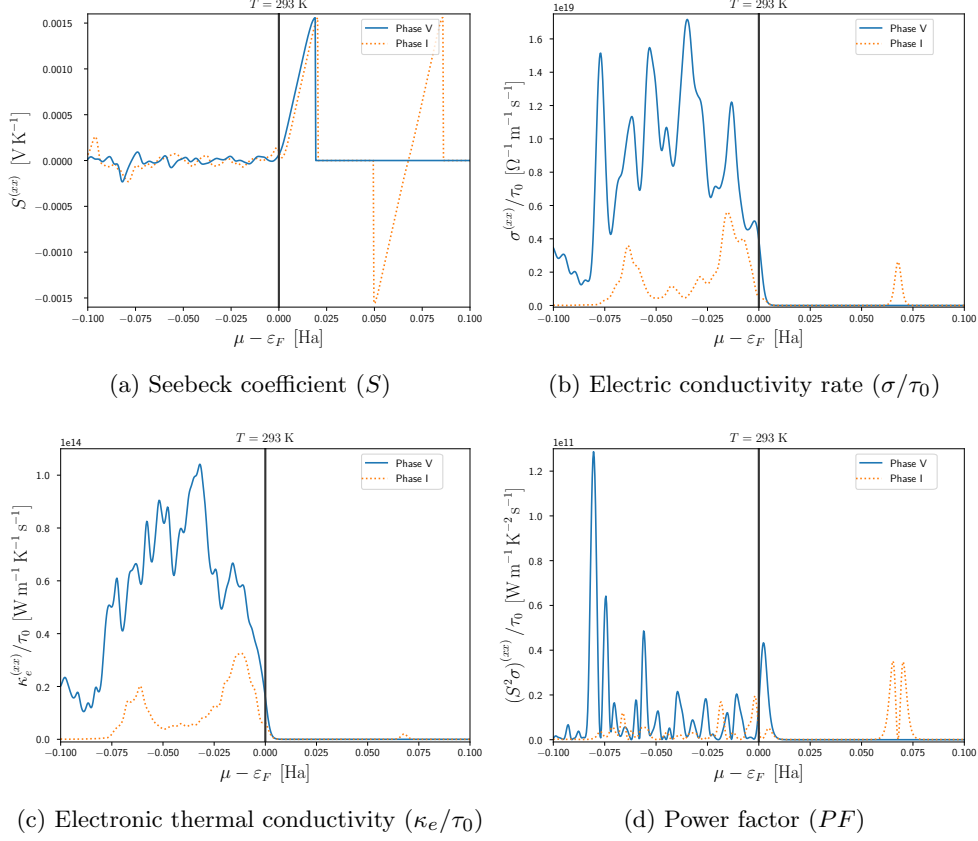 T = 293 K
Phase V
Phase I
S^(xx) [V K⁻¹]
0.0015
0.0010
0.0005
0.0000
−0.0005
−0.0010
−0.0015
−0.100 −0.075 −0.050 −0.025 0.000 0.025 0.050 0.075 0.100
μ − ε_F [Ha]
(a) Seebeck coefficient (S)
1e19
T = 293 K
Phase V
Phase I
σ^(xx)/τ₀ [Ω⁻¹ m⁻¹ s⁻¹]
1.6
1.4
1.2
1.0
0.8
0.6
0.4
0.2
0.0
−0.100 −0.075 −0.050 −0.025 0.000 0.025 0.050 0.075 0.100
μ − ε_F [Ha]
(b) Electric conductivity rate (σ/τ₀)
1e14
T = 293 K
Phase V
Phase I
κ_e^(xx)/τ₀ [W m⁻¹ K⁻¹ s⁻¹]
1.0
0.8
0.6
0.4
0.2
0.0
−0.100 −0.075 −0.050 −0.025 0.000 0.025 0.050 0.075 0.100
μ − ε_F [Ha]
(c) Electronic thermal conductivity (κ_e/τ₀)
1e11
T = 293 K
Phase V
Phase I
(S²σ)^(xx)/τ₀ [W m⁻¹ K⁻² s⁻¹]
1.2
1.0
0.8
0.6
0.4
0.2
0.0
−0.100 −0.075 −0.050 −0.025 0.000 0.025 0.050 0.075 0.100
μ − ε_F [Ha]
(d) Power factor (PF)